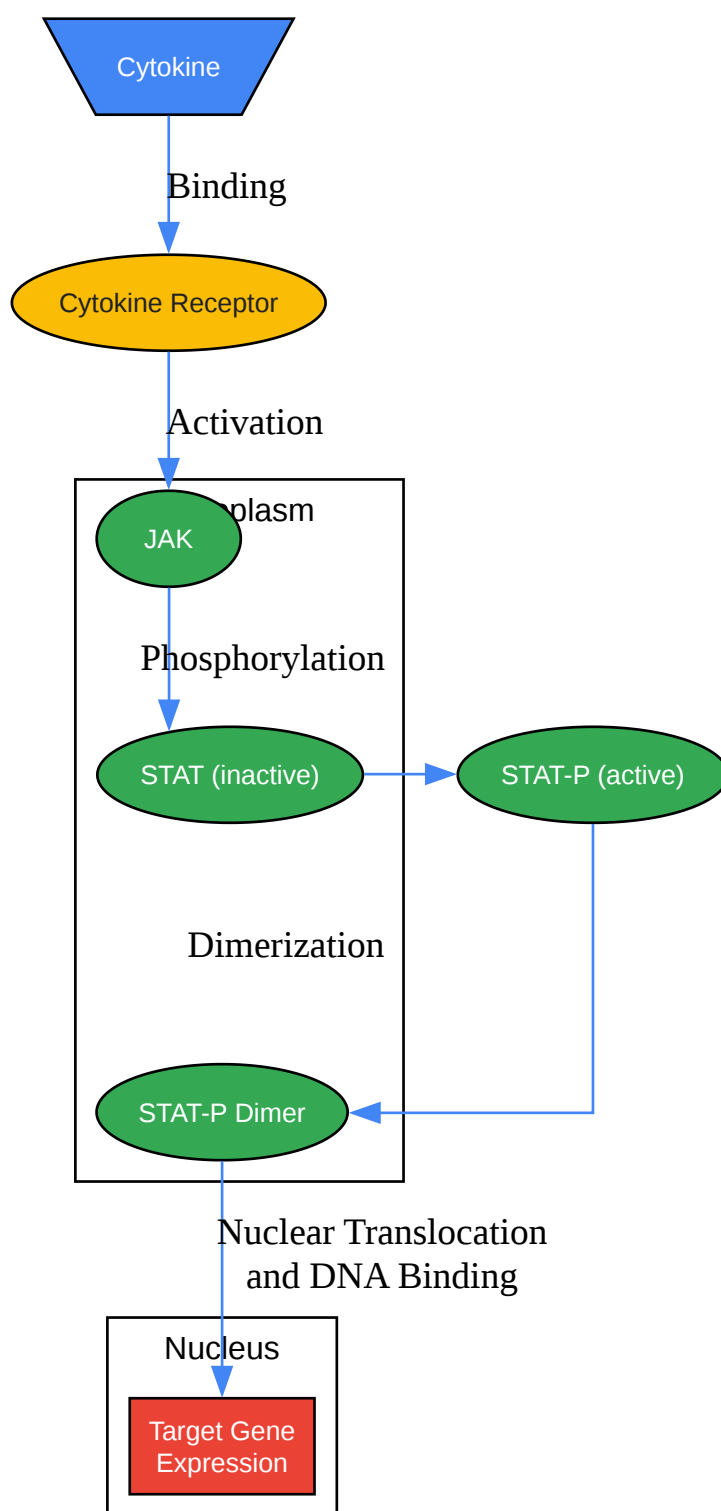 Cytokine
Binding
Cytokine Receptor
Activation
JAK
Phosphorylation
STAT (inactive)
STAT-P (active)
Dimerization
STAT-P Dimer
Nuclear Translocation
and DNA Binding
Nucleus
Target Gene
Expression